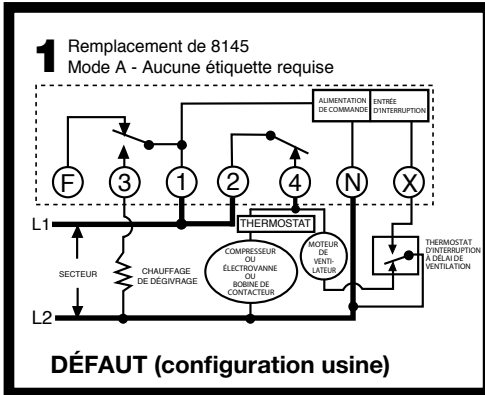 1 Remplacement de 8145
Mode A - Aucune étiquette requise
ALIMENTATION
DE COMMANDE
ENTRÉE
D'INTERRUPTION
F 3 1 2 4 N X
L1
THERMOSTAT
SECTEUR
CHAUFFAGE
DE DÉGIVRAGE
COMPRESSEUR
OU
ÉLECTROVANNE
OU
BOBINE DE
CONTACTEUR
MOTEUR
DE
VENTI-
LATEUR
THERMOSTAT
D'INTERRUPTION
À DÉLAI DE
VENTILATION
L2
DÉFAUT (configuration usine)